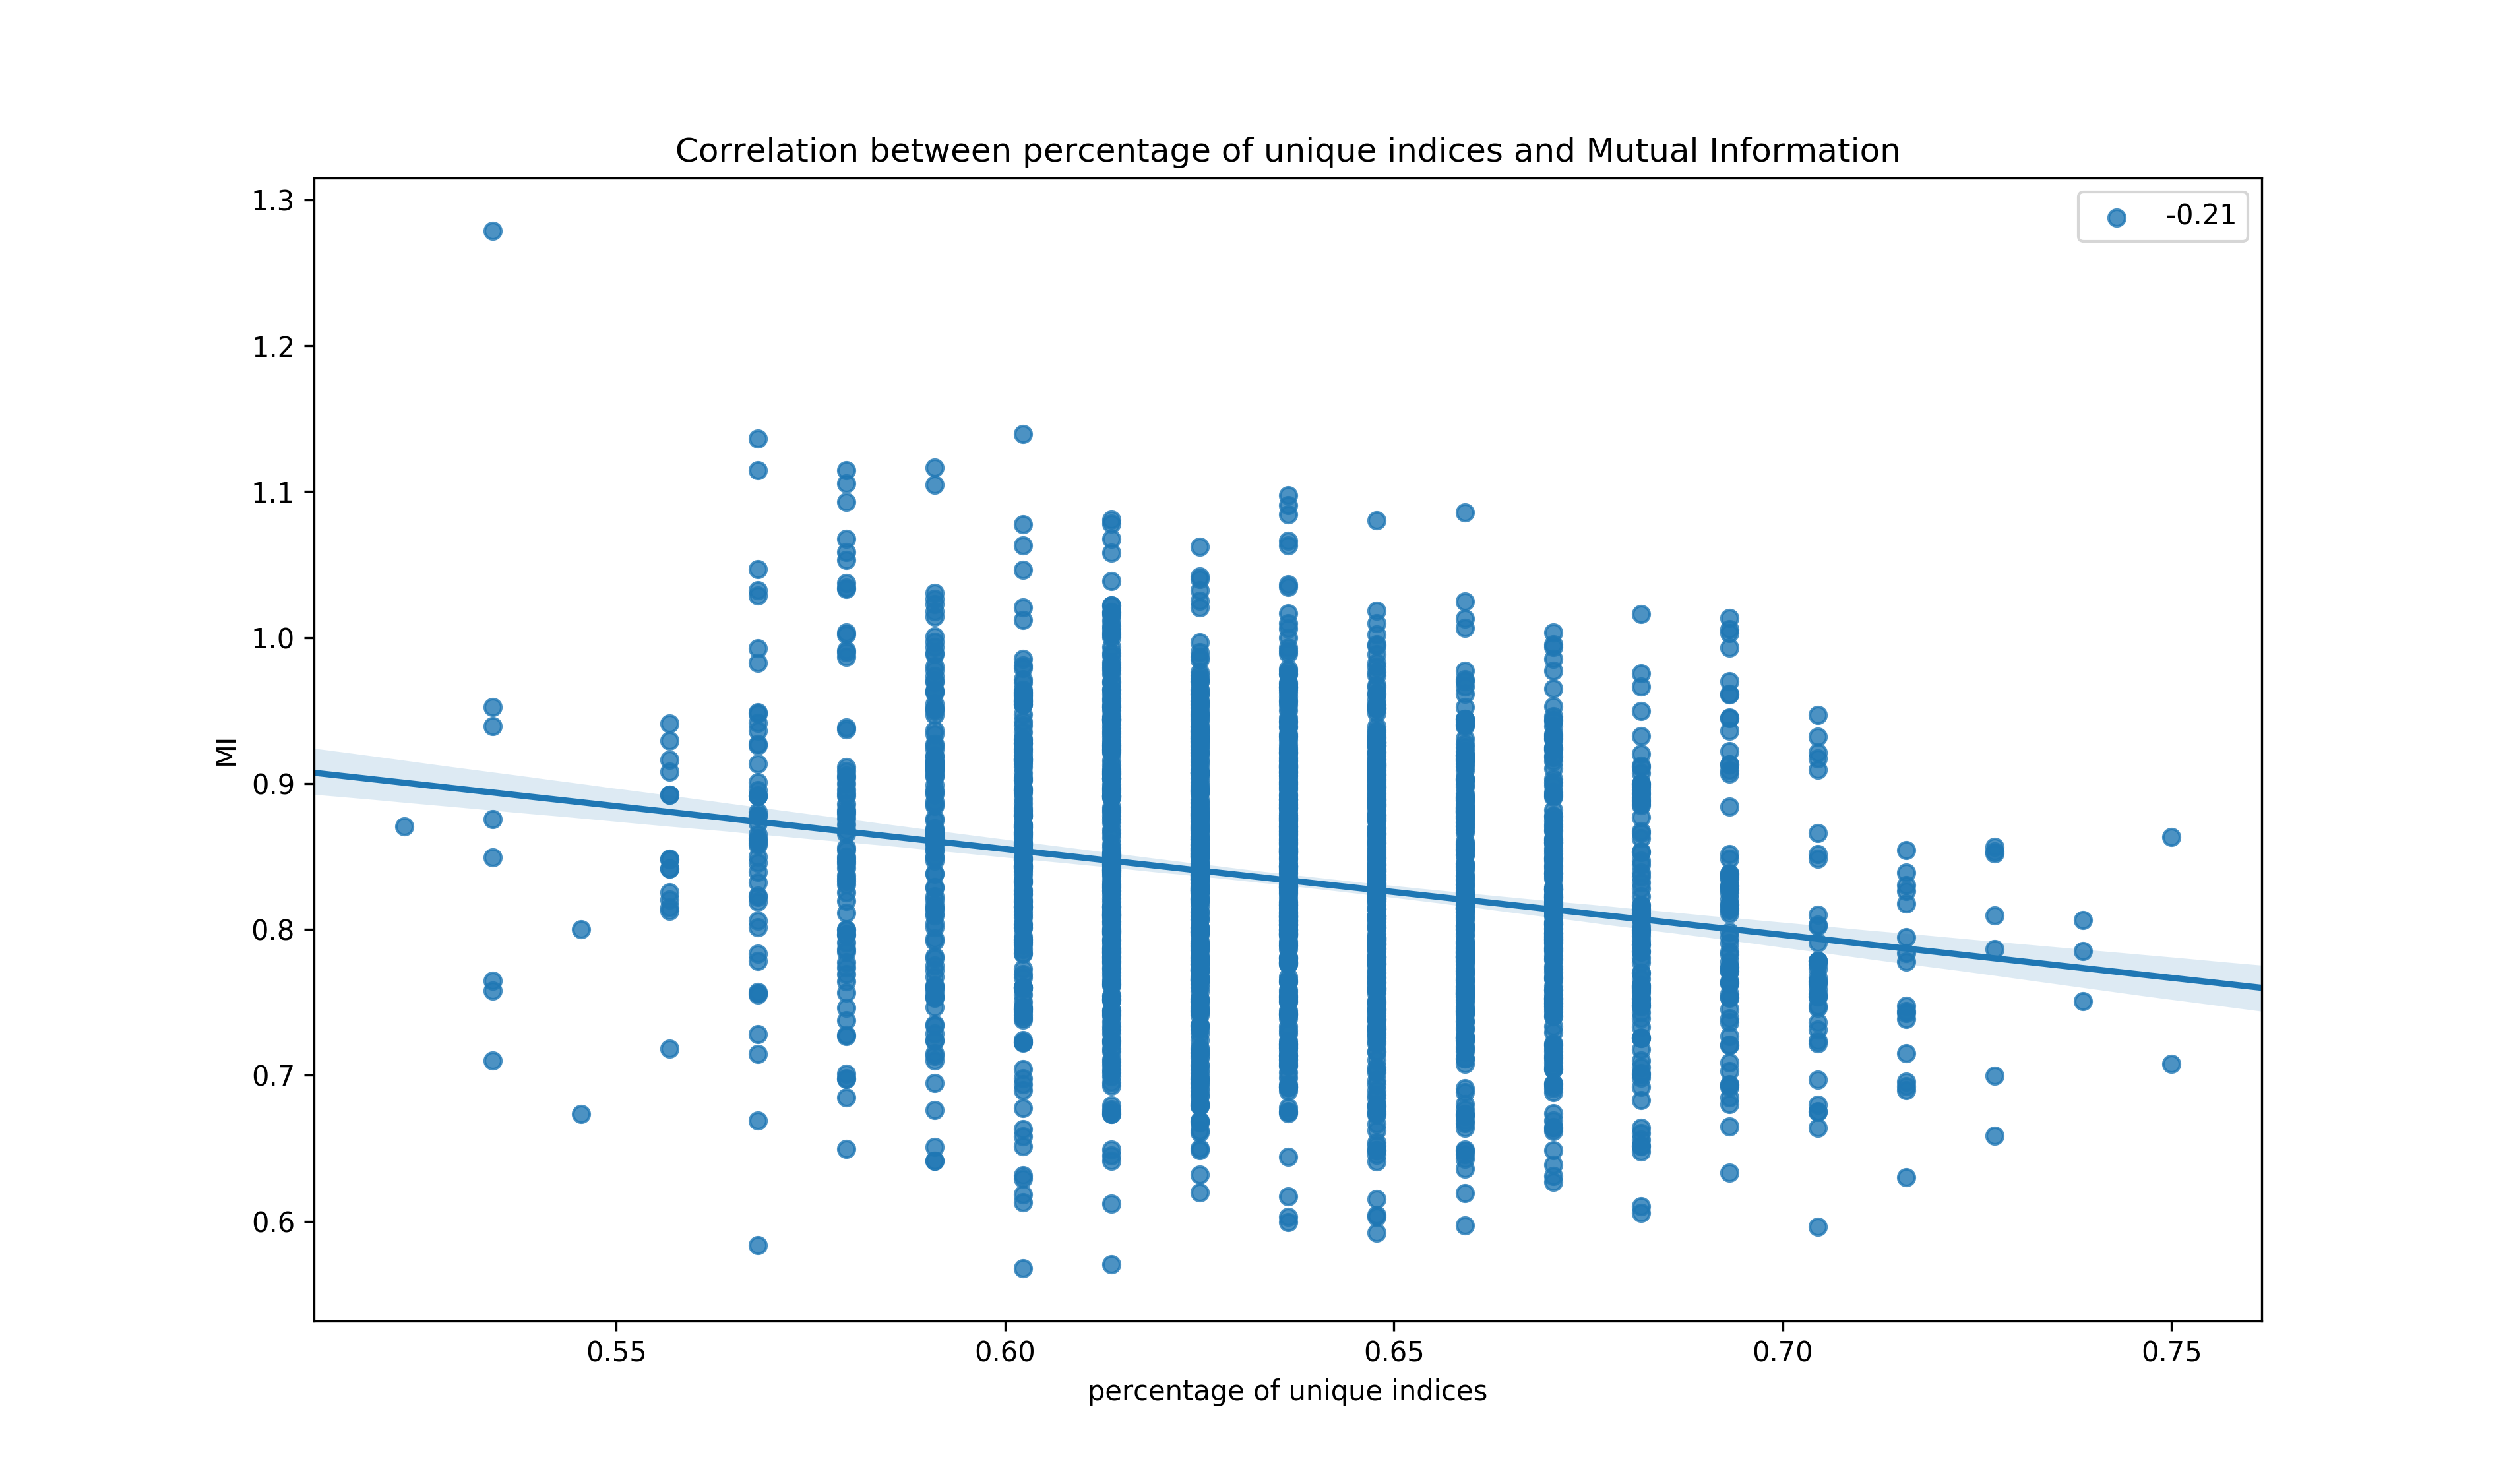 Correlation between percentage of unique indices and Mutual Information
-0.21
1.3
1.2
1.1
1.0
0.9
0.8
0.7
0.6
MI
0.55 0.60 0.65 0.70 0.75
percentage of unique indices